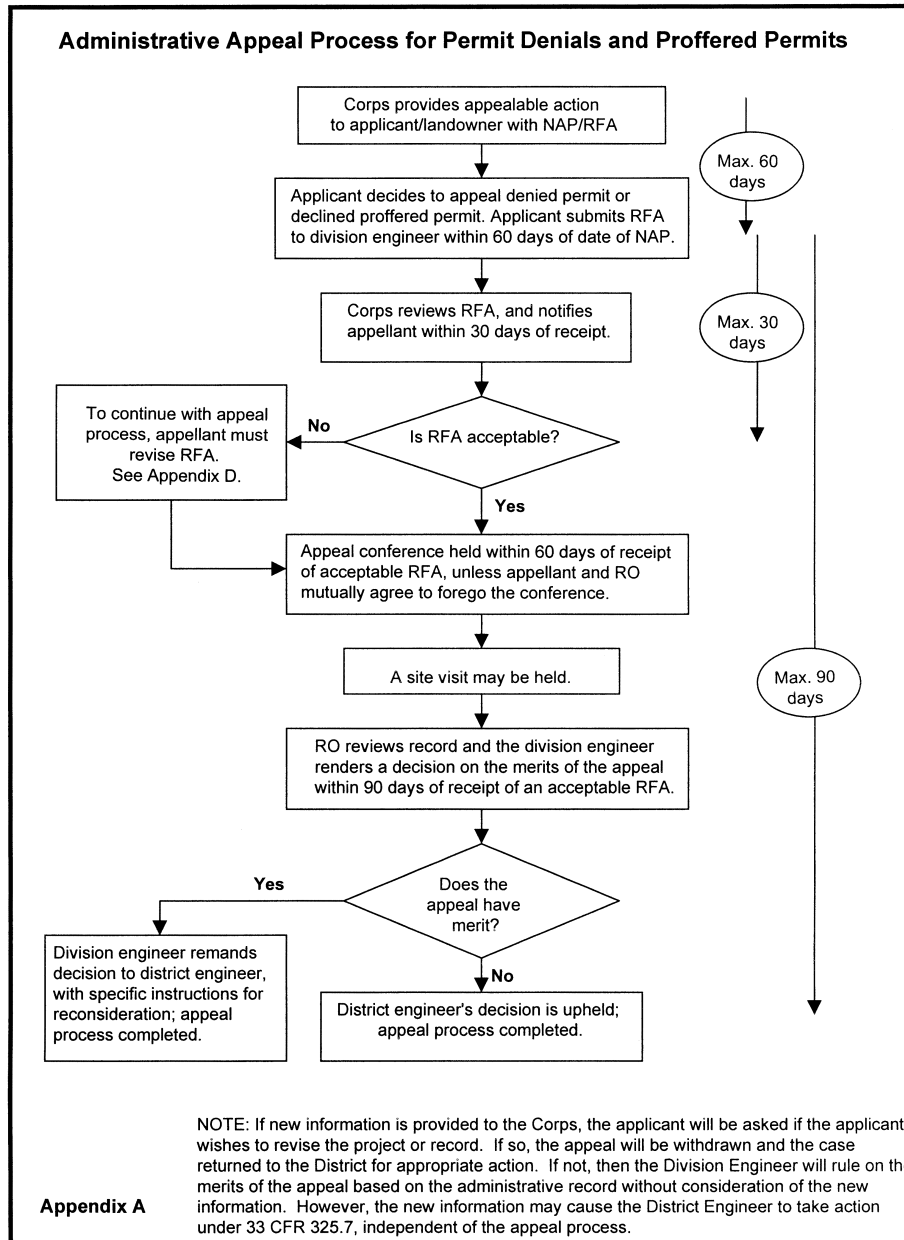 Administrative Appeal Process for Permit Denials and Proffered Permits
Corps provides appealable action
to applicant/landowner with NAP/RFA
Max. 60
days
Applicant decides to appeal denied permit or
declined proffered permit. Applicant submits RFA
to division engineer within 60 days of date of NAP.
Corps reviews RFA, and notifies
appellant within 30 days of receipt.
Max. 30
days
To continue with appeal
process, appellant must
revise RFA.
See Appendix D.
No
Is RFA acceptable?
Yes
Appeal conference held within 60 days of receipt
of acceptable RFA, unless appellant and RO
mutually agree to forego the conference.
A site visit may be held.
Max. 90
days
RO reviews record and the division engineer
renders a decision on the merits of the appeal
within 90 days of receipt of an acceptable RFA.
Yes
Does the
appeal have
merit?
Division engineer remands
decision to district engineer,
with specific instructions for
reconsideration; appeal
process completed.
No
District engineer's decision is upheld;
appeal process completed.
NOTE: If new information is provided to the Corps, the applicant will be asked if the applicant
wishes to revise the project or record. If so, the appeal will be withdrawn and the case
returned to the District for appropriate action. If not, then the Division Engineer will rule on the
merits of the appeal based on the administrative record without consideration of the new
information. However, the new information may cause the District Engineer to take action
under 33 CFR 325.7, independent of the appeal process.
Appendix A